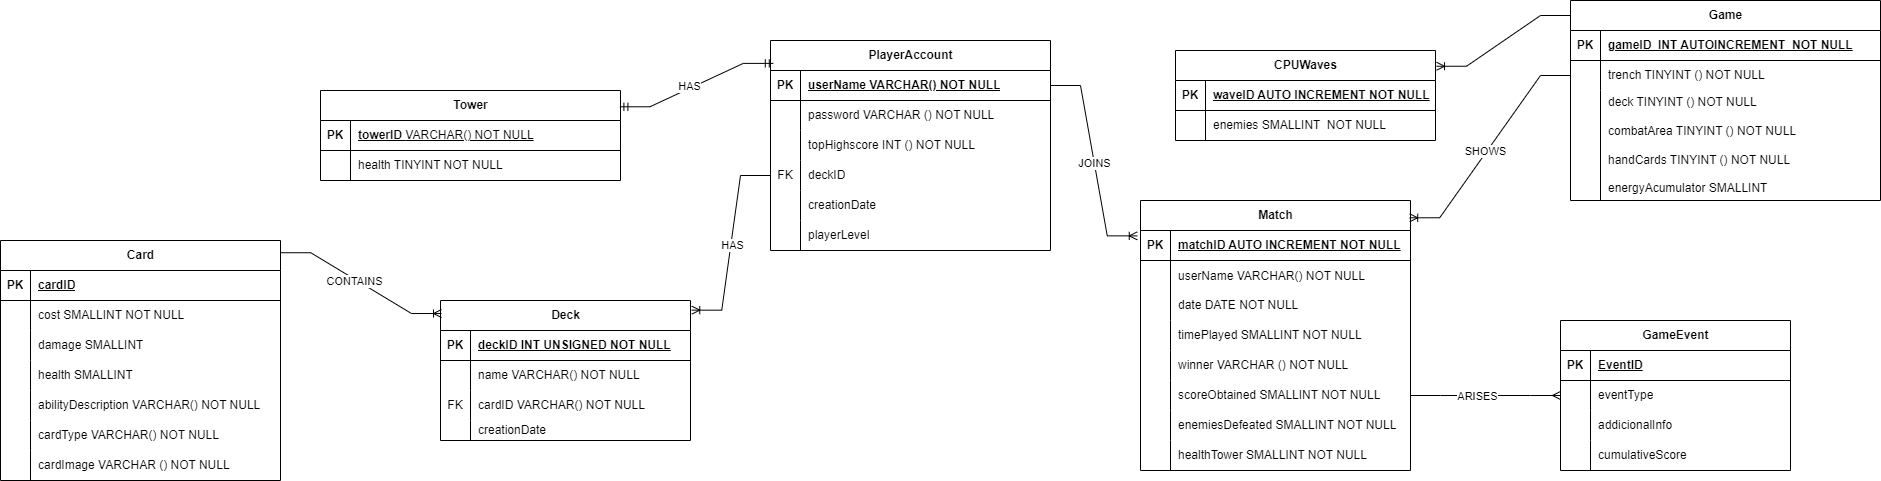 Tower
PK towerID VARCHAR() NOT NULL
health TINYINT NOT NULL
HAS
PlayerAccount
PK userName VARCHAR() NOT NULL
password VARCHAR () NOT NULL
topHighscore INT () NOT NULL
FK deckID
creationDate
playerLevel
CPUWaves
PK waveID AUTO INCREMENT NOT NULL
enemies SMALLINT  NOT NULL
Game
PK gameID  INT AUTOINCREMENT  NOT NULL
trench TINYINT () NOT NULL
deck TINYINT () NOT NULL
combatArea TINYINT () NOT NULL
handCards TINYINT () NOT NULL
energyAcumulator SMALLINT
JOINS
SHOWS
HAS
Card
PK cardID
cost SMALLINT NOT NULL
damage SMALLINT
health SMALLINT
abilityDescription VARCHAR() NOT NULL
cardType VARCHAR() NOT NULL
cardImage VARCHAR () NOT NULL
CONTAINS
Deck
PK deckID INT UNSIGNED NOT NULL
name VARCHAR() NOT NULL
FK cardID VARCHAR() NOT NULL
creationDate
Match
PK matchID AUTO INCREMENT NOT NULL
userName VARCHAR() NOT NULL
date DATE NOT NULL
timePlayed SMALLINT NOT NULL
winner VARCHAR () NOT NULL
scoreObtained SMALLINT NOT NULL
enemiesDefeated SMALLINT NOT NULL
healthTower SMALLINT NOT NULL
ARISES
GameEvent
PK EventID
eventType
addicionalInfo
cumulativeScore